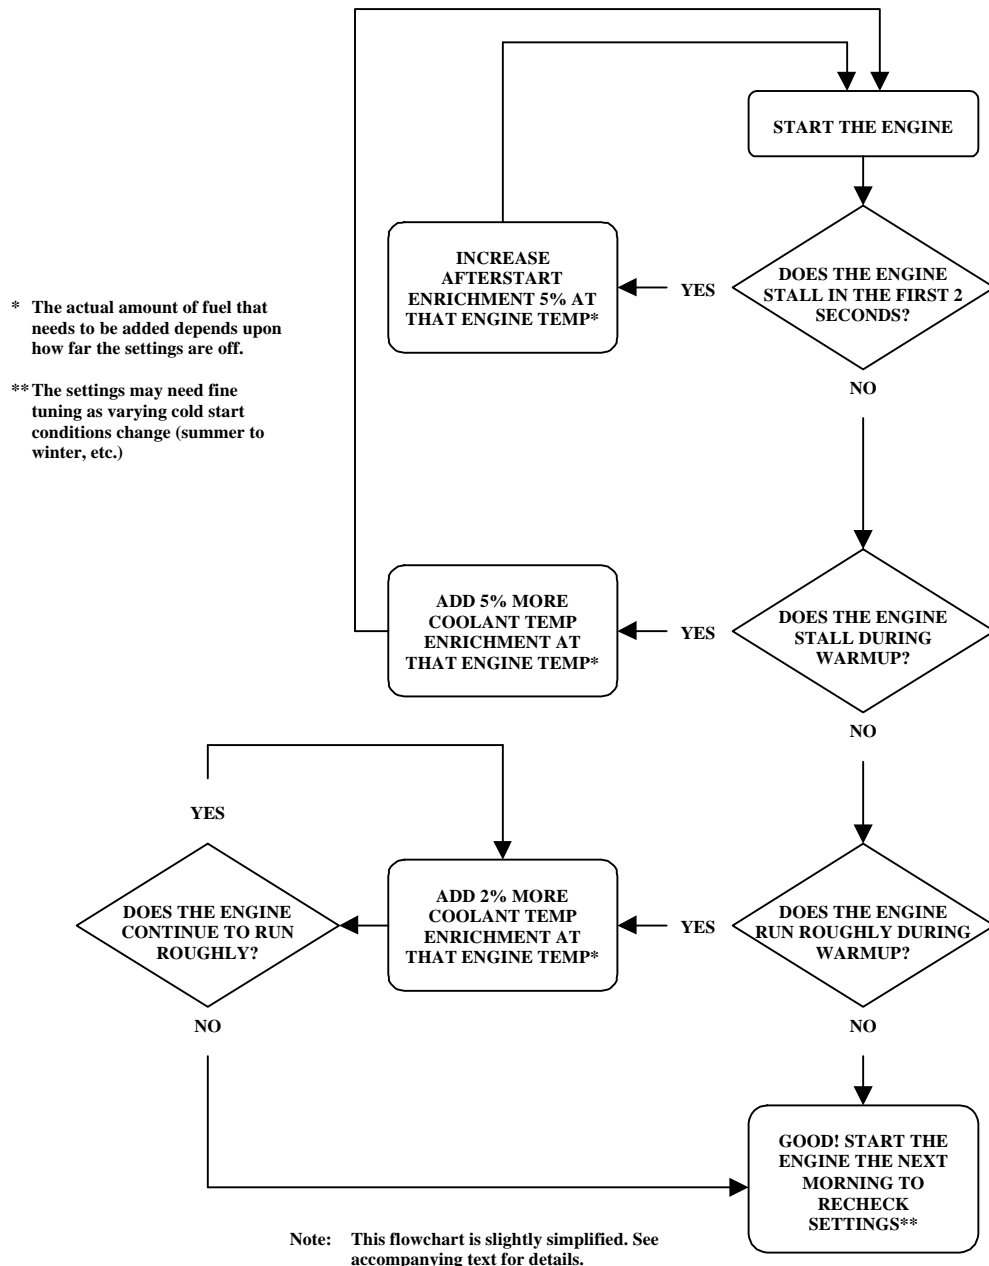 START THE ENGINE
INCREASE
AFTERSTART
ENRICHMENT 5% AT
THAT ENGINE TEMP*
YES
DOES THE ENGINE
STALL IN THE FIRST 2
SECONDS?
* The actual amount of fuel that
needs to be added depends upon
how far the settings are off.
** The settings may need fine
tuning as varying cold start
conditions change (summer to
winter, etc.)
NO
ADD 5% MORE
COOLANT TEMP
ENRICHMENT AT
THAT ENGINE TEMP*
YES
DOES THE ENGINE
STALL DURING
WARMUP?
NO
YES
DOES THE ENGINE
CONTINUE TO RUN
ROUGHLY?
ADD 2% MORE
COOLANT TEMP
ENRICHMENT AT
THAT ENGINE TEMP*
YES
DOES THE ENGINE
RUN ROUGHLY DURING
WARMUP?
NO
NO
GOOD! START THE
ENGINE THE NEXT
MORNING TO
RECHECK
SETTINGS**
Note: This flowchart is slightly simplified. See
accompanying text for details.